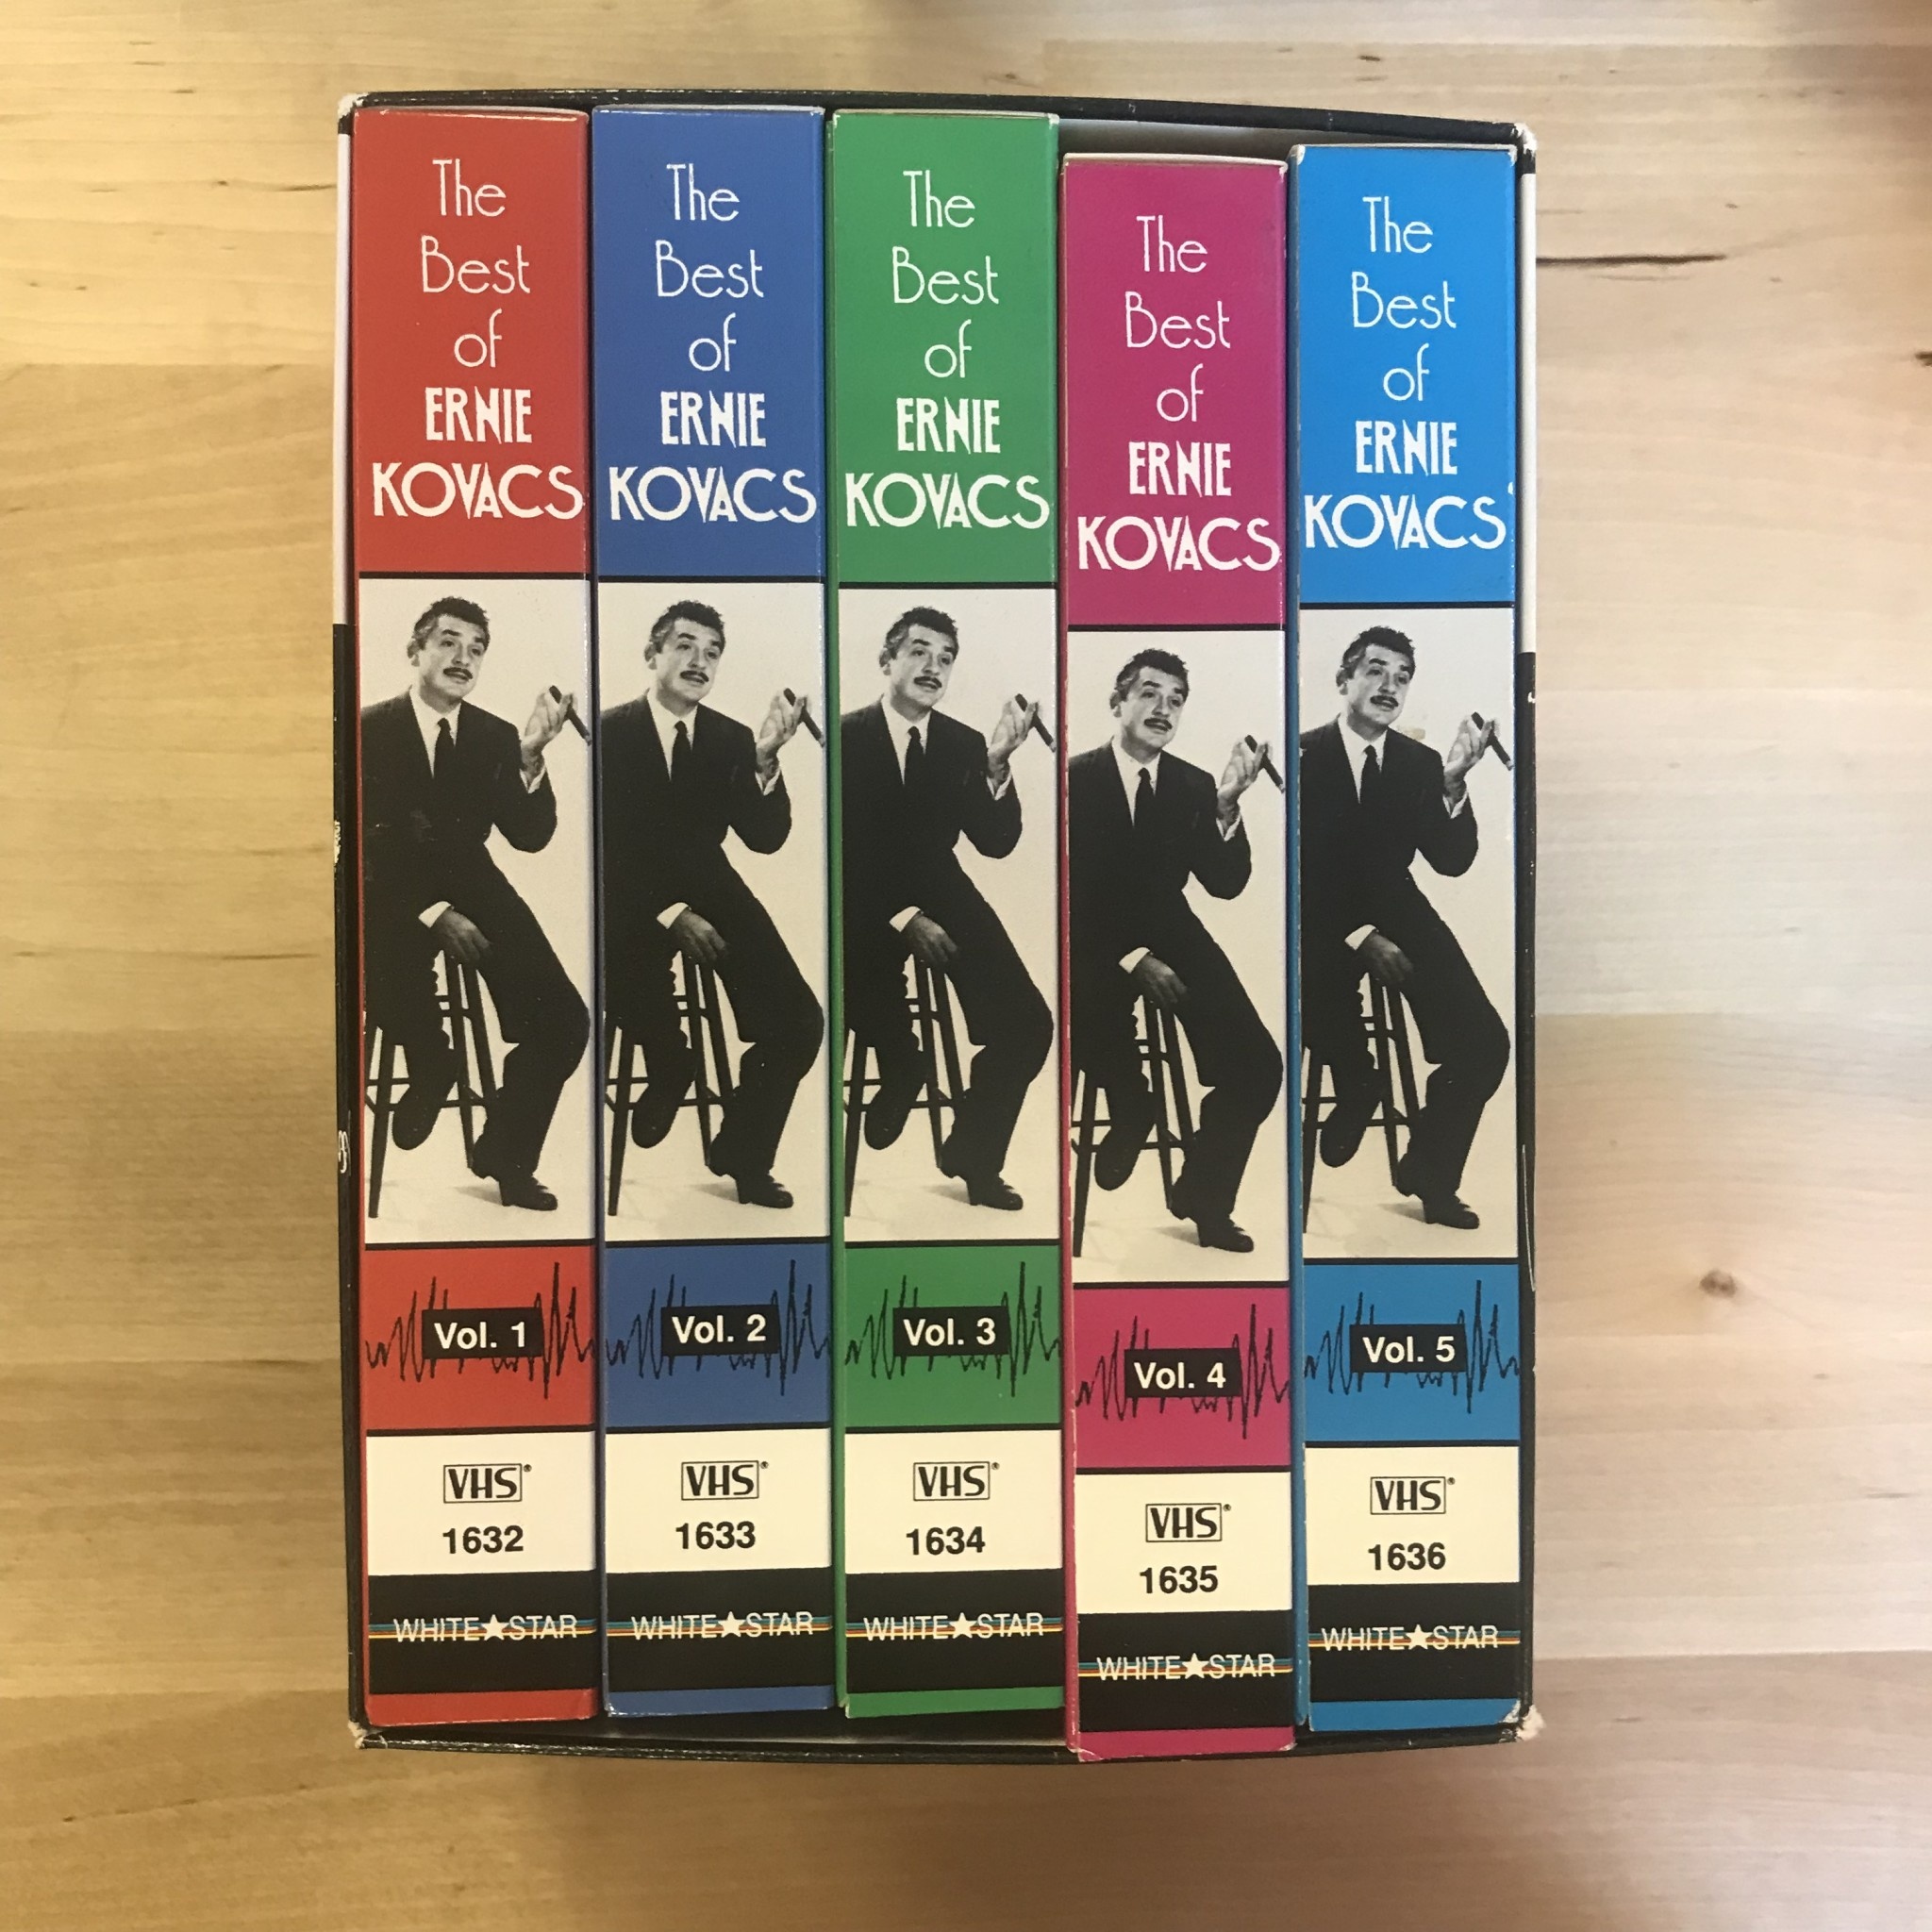 The
Best
of
ERNIE
KOVACS
Vol. 1
VHS®
1632
WHITE★STAR
The
Best
of
ERNIE
KOVACS
Vol. 2
VHS®
1633
WHITE★STAR
The
Best
of
ERNIE
KOVACS
Vol. 3
VHS®
1634
WHITE★STAR
The
Best
of
ERNIE
KOVACS
Vol. 4
VHS®
1635
WHITE★STAR
The
Best
of
ERNIE
KOVACS
Vol. 5
VHS®
1636
WHITE★STAR